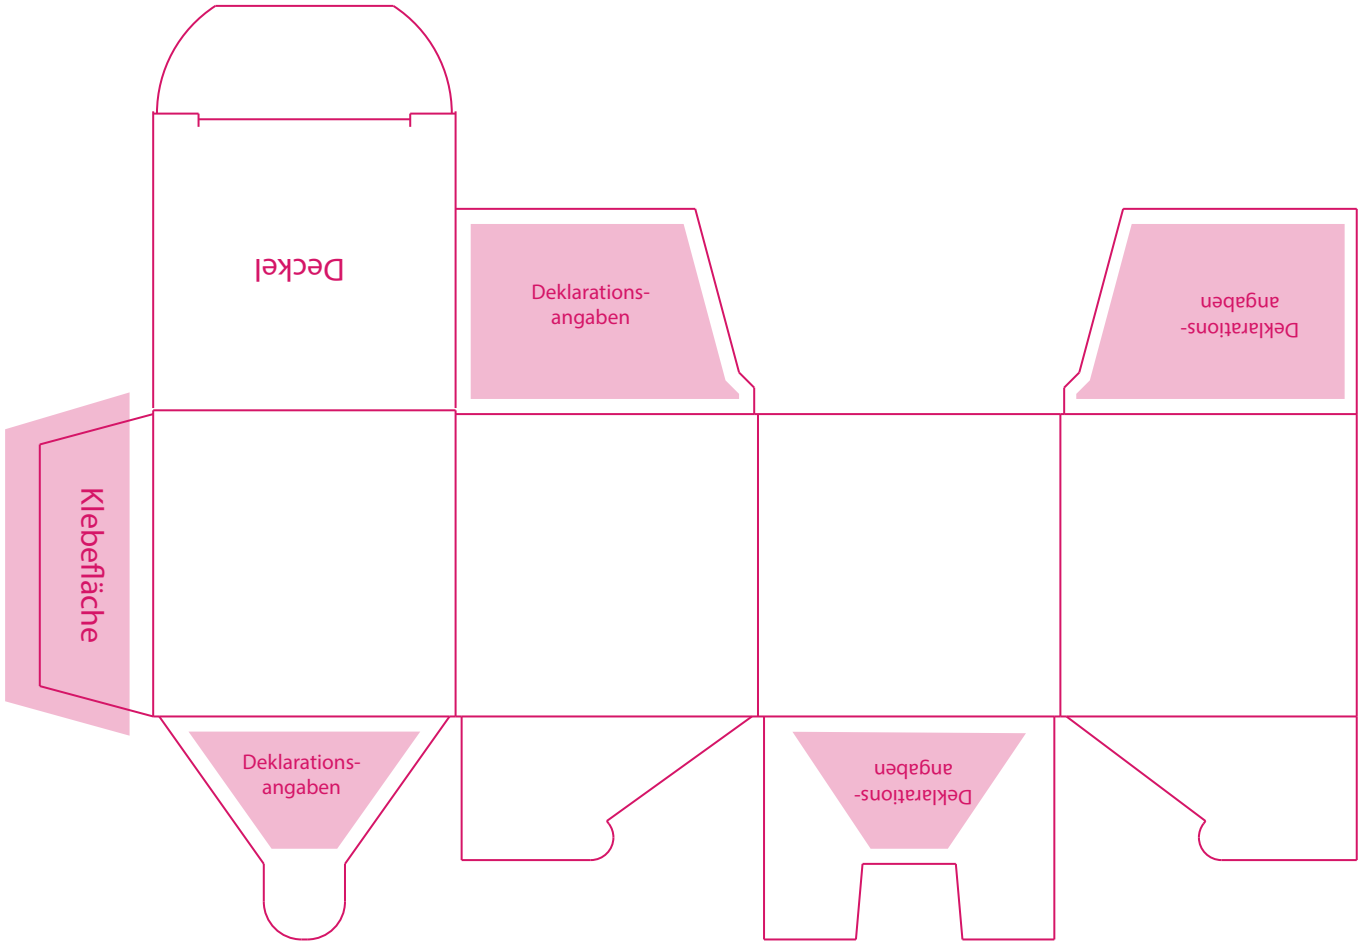 Deckel
Deklarations-
angaben
Deklarations-
angaben
Klebefläche
Deklarations-
angaben
Deklarations-
angaben